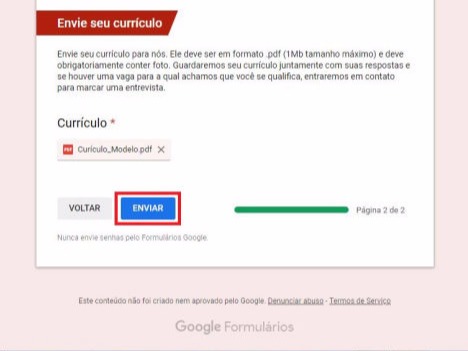 Envie seu currículo
Envie seu currículo para nós. Ele deve ser em formato .pdf (1Mb tamanho máximo) e deve
obrigatoriamente conter foto. Guardaremos seu currículo juntamente com suas respostas e
se houver uma vaga para a qual achamos que você se qualifica, entraremos em contato
para marcar uma entrevista.
Currículo *
PDF Curículo_Modelo.pdf ×
VOLTAR ENVIAR Página 2 de 2
Nunca envie senhas pelo Formulários Google.
Este conteúdo não foi criado nem aprovado pelo Google. Denunciar abuso - Termos de Serviço
Google Formulários